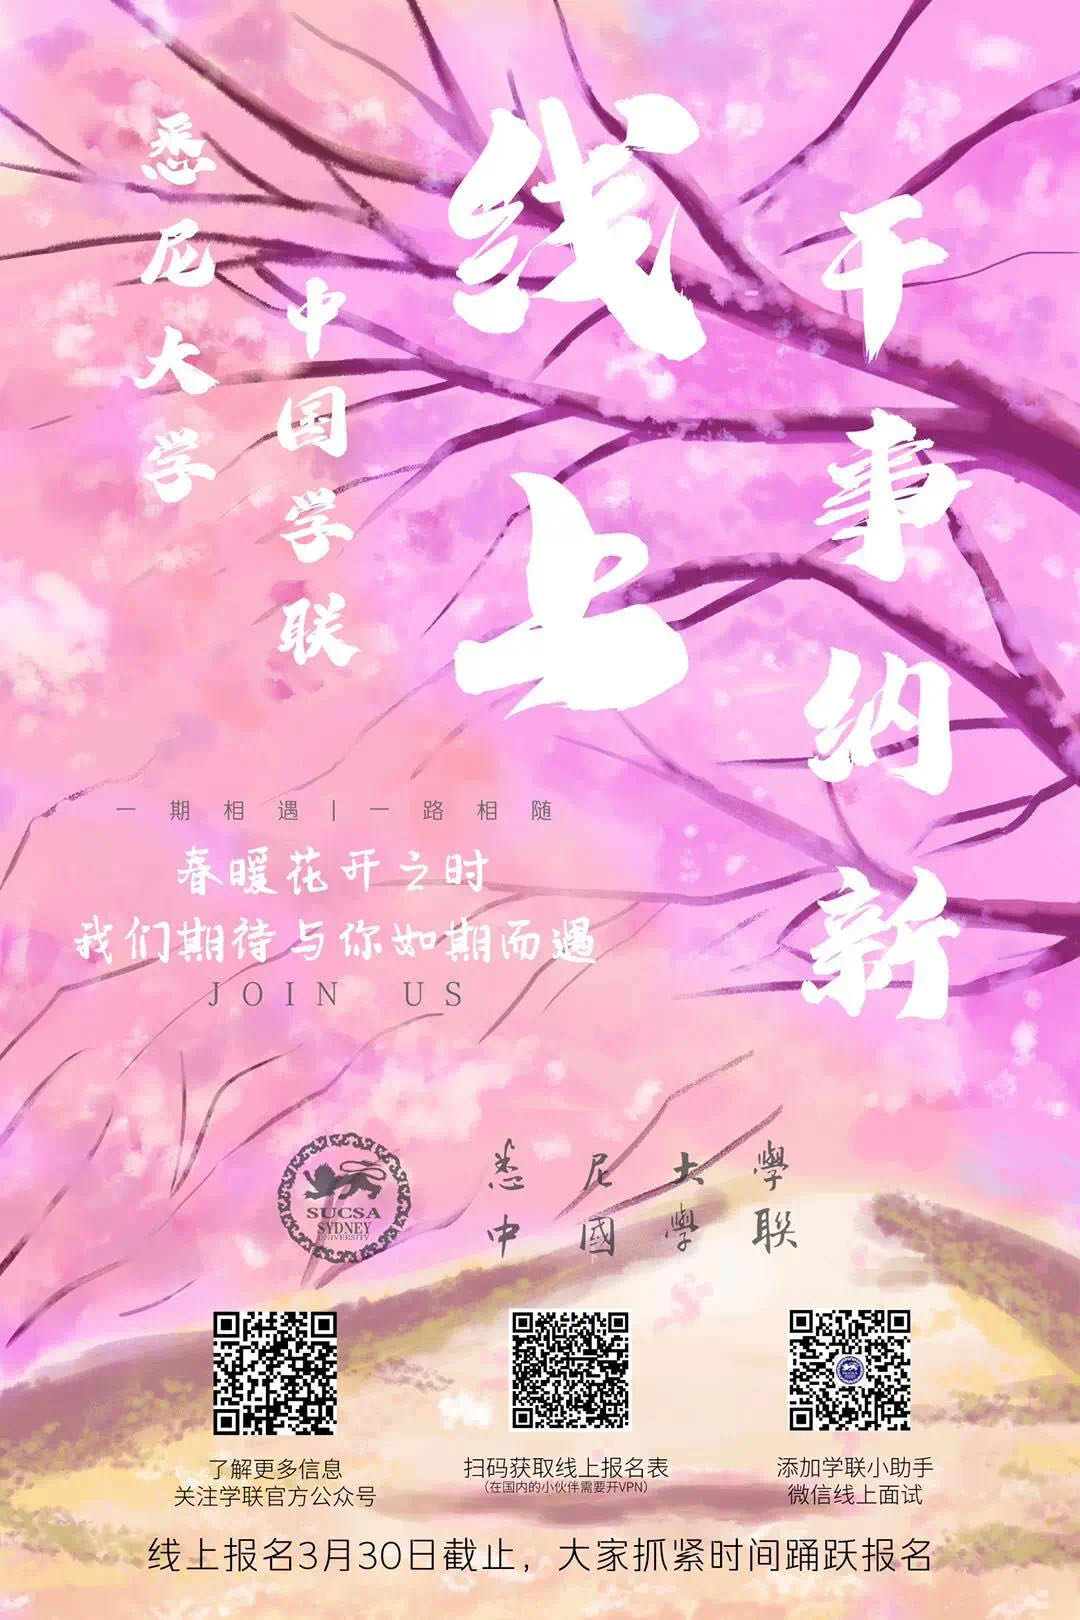 悉尼大学
中国学联
线上
干事纳新
一期相遇|一路相随
春暖花开之时
我们期待与你如期而遇
JOIN US
SUCSA
SYDNEY
UNIVERSITY
悉尼大學
中國學聯
了解更多信息
关注学联官方公众号
扫码获取线上报名表
(在国内的小伙伴需要开VPN)
添加学联小助手
微信线上面试
线上报名3月30日截止，大家抓紧时间踊跃报名